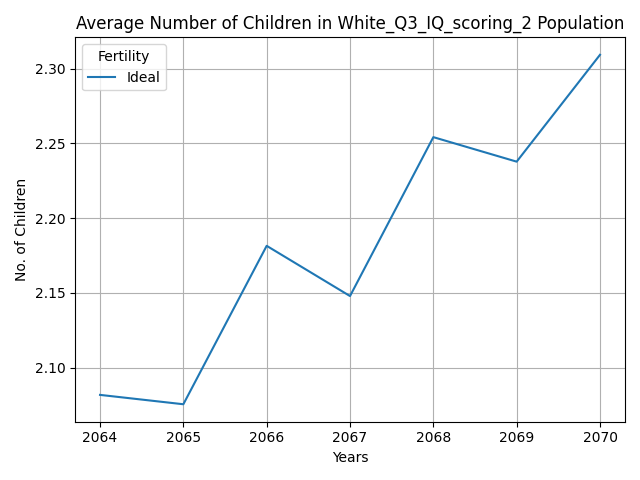 Average Number of Children in White_Q3_IQ_scoring_2 Population
Fertility
Ideal
No. of Children
2.30
2.25
2.20
2.15
2.10
2064 2065 2066 2067 2068 2069 2070
Years